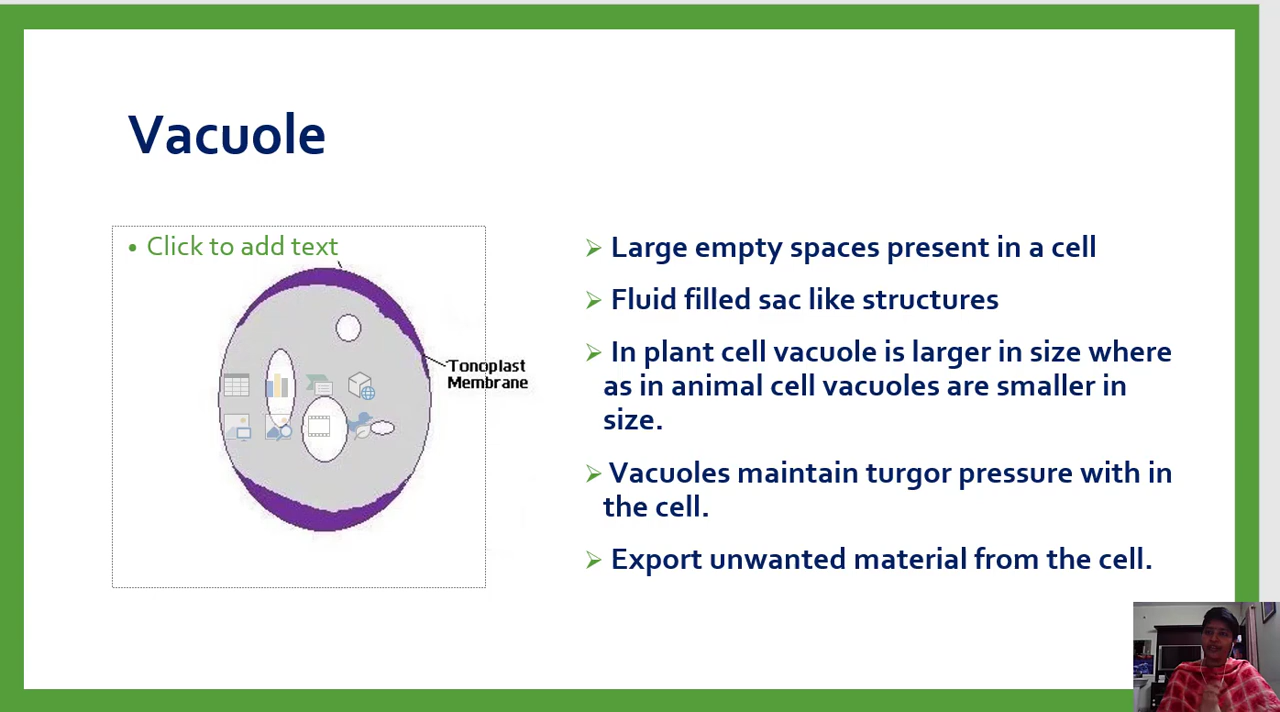 Vacuole
• Click to add text
Tonoplast
Membrane
➢ Large empty spaces present in a cell
➢ Fluid filled sac like structures
➢ In plant cell vacuole is larger in size where
as in animal cell vacuoles are smaller in
size.
➢ Vacuoles maintain turgor pressure with in
the cell.
➢ Export unwanted material from the cell.